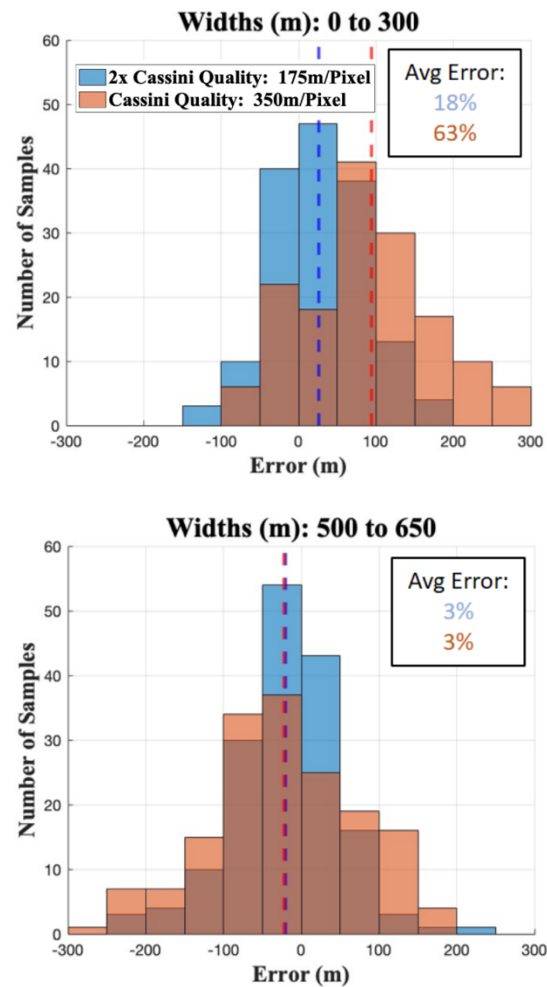 Widths (m): 0 to 300
60
50
40
30
20
10
0
Number of Samples
2x Cassini Quality: 175m/Pixel
Cassini Quality: 350m/Pixel
Avg Error:
18%
63%
-300 -200 -100 0 100 200 300
Error (m)
Widths (m): 500 to 650
60
50
40
30
20
10
0
Number of Samples
Avg Error:
3%
3%
-300 -200 -100 0 100 200 300
Error (m)